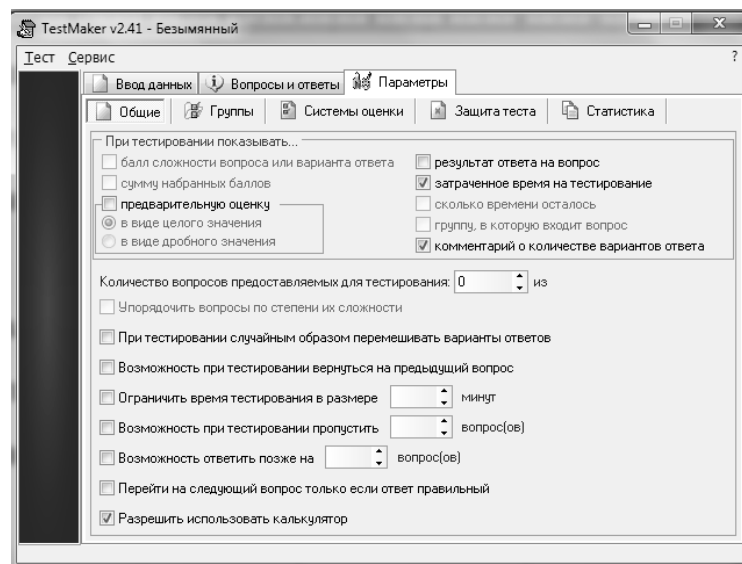 TestMaker v2.41 - Безымянный
Тест Сервис ?
Ввод данных Вопросы и ответы Параметры
Общие Группы Системы оценки Защита теста Статистика
При тестировании показывать...
балл сложности вопроса или варианта ответа
сумму набранных баллов
предварительную оценку
в виде целого значения
в виде дробного значения
результат ответа на вопрос
затраченное время на тестирование
сколько времени осталось
группу, в которую входит вопрос
комментарий о количестве вариантов ответа
Количество вопросов предоставляемых для тестирования: 0 из
Упорядочить вопросы по степени их сложности
При тестировании случайным образом перемешивать варианты ответов
Возможность при тестировании вернуться на предыдущий вопрос
Ограничить время тестирования в размере минут
Возможность при тестировании пропустить вопрос(ов)
Возможность ответить позже на вопрос(ов)
Перейти на следующий вопрос только если ответ правильный
Разрешить использовать калькулятор